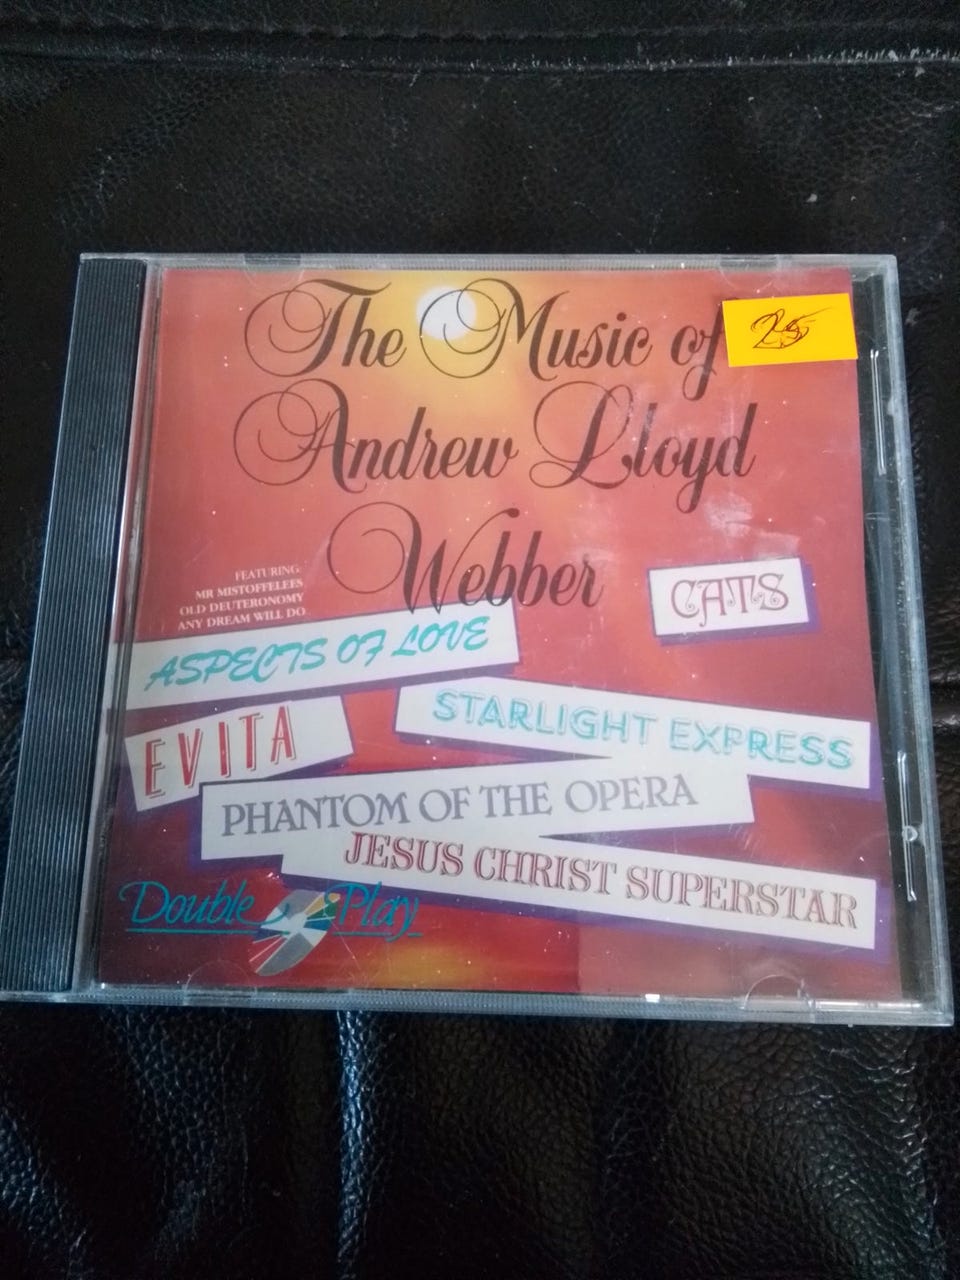 The Music of
25
Andrew Lloyd
Webber
FEATURING:
MR MISTOFFELEES
OLD DEUTERONOMY
ANY DREAM WILL DO
CATS
ASPECTS OF LOVE
STARLIGHT EXPRESS
EVITA
PHANTOM OF THE OPERA
JESUS CHRIST SUPERSTAR
Double Play